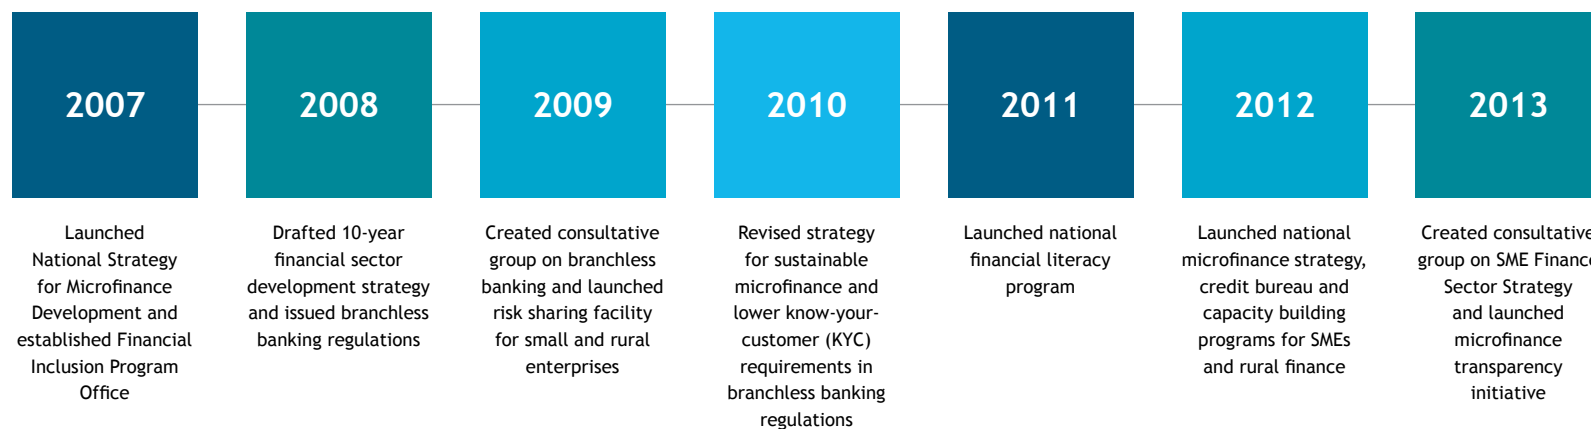 2007
Launched
National Strategy
for Microfinance
Development and
established Financial
Inclusion Program
Office
2008
Drafted 10-year
financial sector
development strategy
and issued branchless
banking regulations
2009
Created consultative
group on branchless
banking and launched
risk sharing facility
for small and rural
enterprises
2010
Revised strategy
for sustainable
microfinance and
lower know-your-
customer (KYC)
requirements in
branchless banking
regulations
2011
Launched national
financial literacy
program
2012
Launched national
microfinance strategy,
credit bureau and
capacity building
programs for SMEs
and rural finance
2013
Created consultative
group on SME Finance
Sector Strategy
and launched
microfinance
transparency
initiative